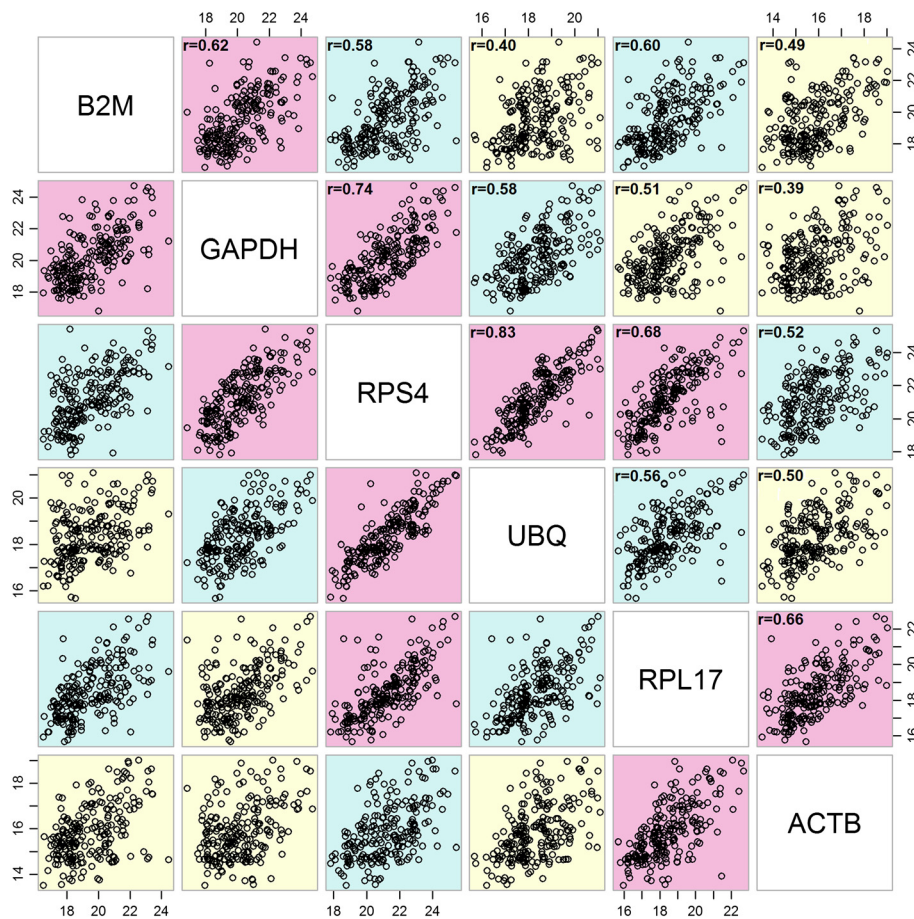 18 20 22 24 16 18 20 14 16 18
B2M r=0.62 r=0.58 r=0.40 r=0.60 r=0.49
18 20 22 24
18 20 22 24
GAPDH r=0.74 r=0.58 r=0.51 r=0.39
RPS4 r=0.83 r=0.68 r=0.52
18 20 22 24
16 18 20
UBQ r=0.56 r=0.50
RPL17 r=0.66
16 18 20 22
14 16 18
ACTB
18 20 22 24 18 20 22 24 16 18 20 22